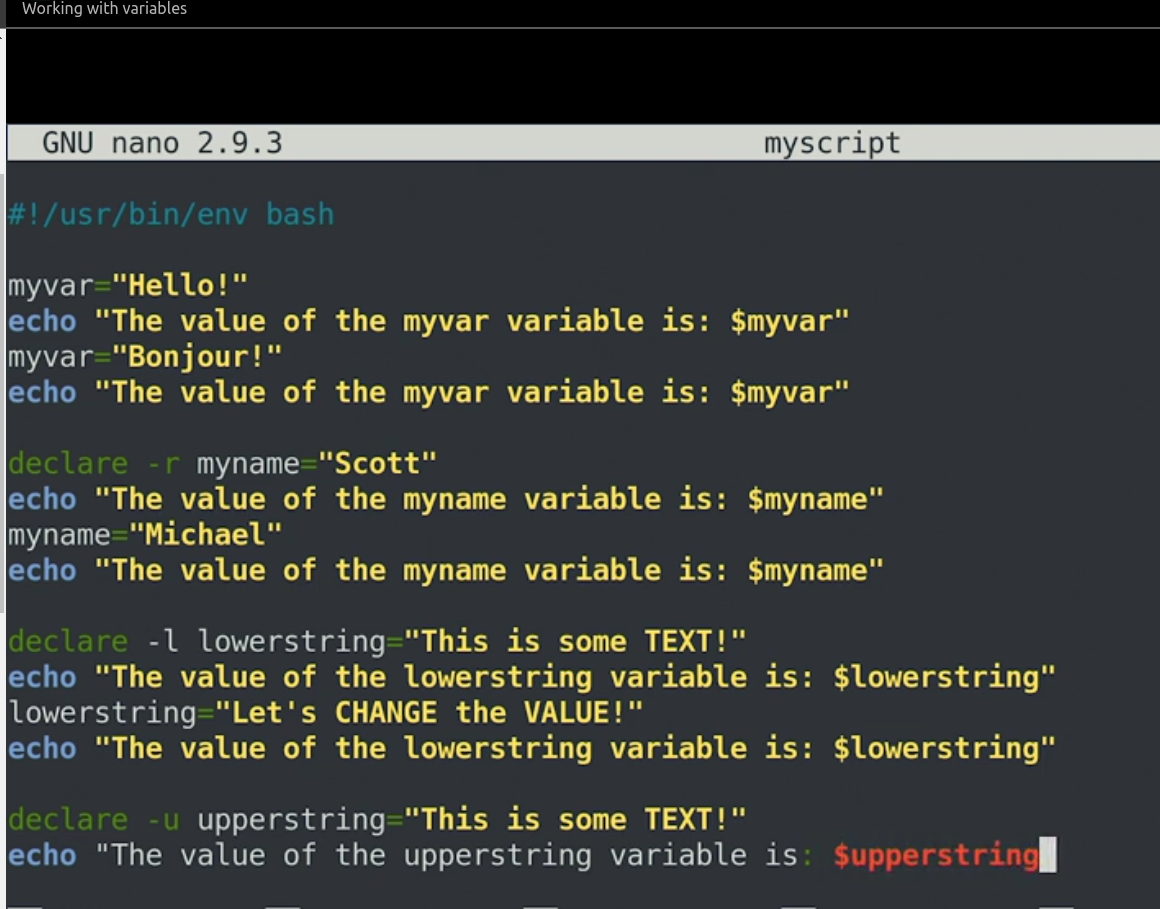 Working with variables
GNU nano 2.9.3 myscript
#!/usr/bin/env bash
myvar="Hello!"
echo "The value of the myvar variable is: $myvar"
myvar="Bonjour!"
echo "The value of the myvar variable is: $myvar"
declare -r myname="Scott"
echo "The value of the myname variable is: $myname"
myname="Michael"
echo "The value of the myname variable is: $myname"
declare -l lowerstring="This is some TEXT!"
echo "The value of the lowerstring variable is: $lowerstring"
lowerstring="Let's CHANGE the VALUE!"
echo "The value of the lowerstring variable is: $lowerstring"
declare -u upperstring="This is some TEXT!"
echo "The value of the upperstring variable is: $upperstring